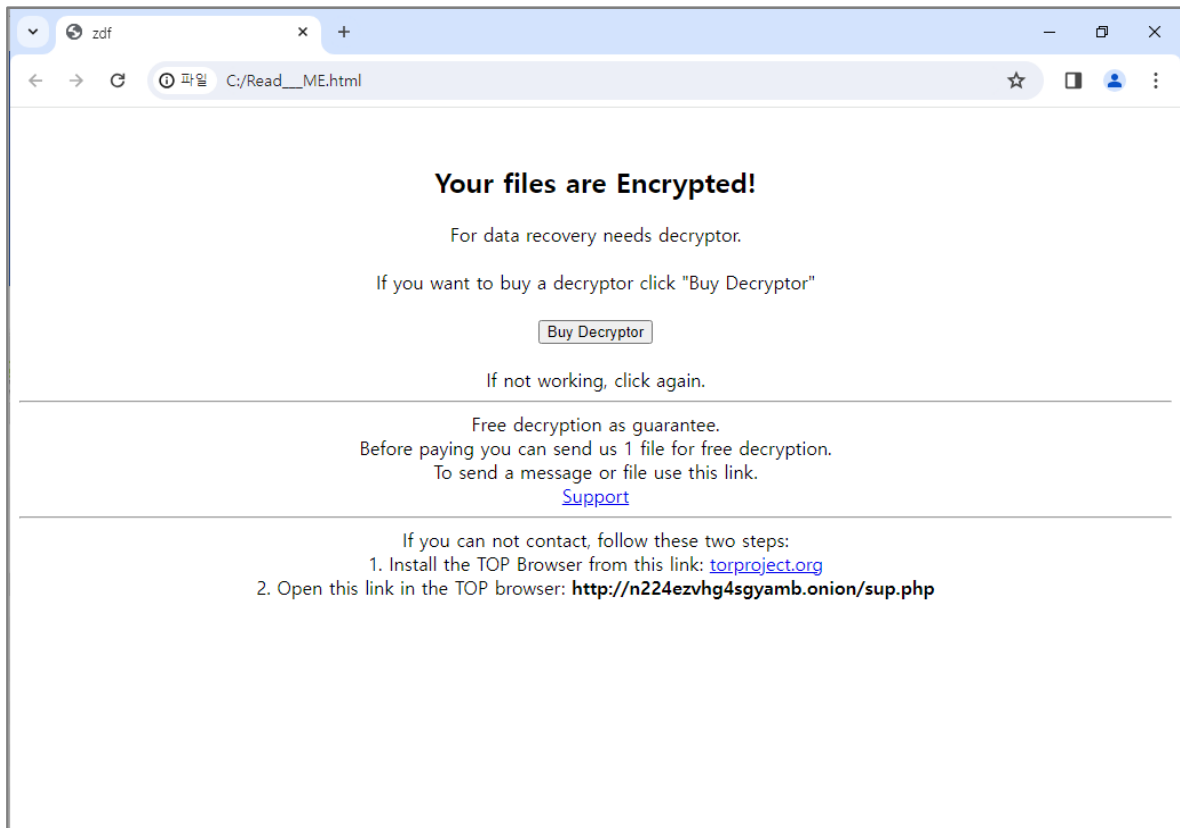 zdf
파일 C:/Read___ME.html
Your files are Encrypted!
For data recovery needs decryptor.
If you want to buy a decryptor click "Buy Decryptor"
Buy Decryptor
If not working, click again.
Free decryption as guarantee.
Before paying you can send us 1 file for free decryption.
To send a message or file use this link.
Support
If you can not contact, follow these two steps:
1. Install the TOP Browser from this link: torproject.org
2. Open this link in the TOP browser: http://n224ezvhg4sgyamb.onion/sup.php